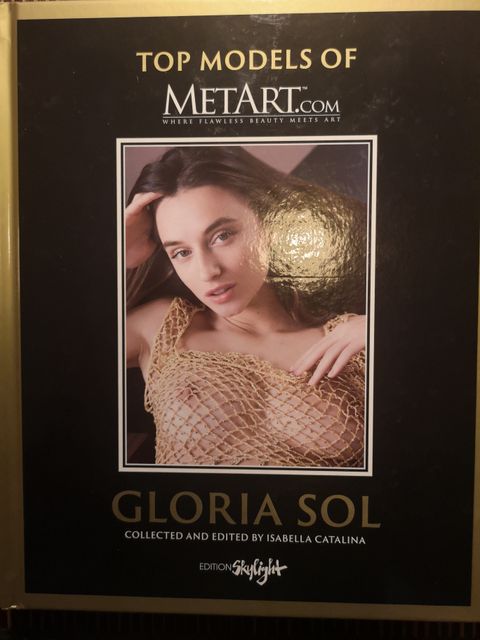 TOP MODELS OF
METART.COM™
WHERE FLAWLESS BEAUTY MEETS ART
GLORIA SOL
COLLECTED AND EDITED BY ISABELLA CATALINA
EDITION Skylight